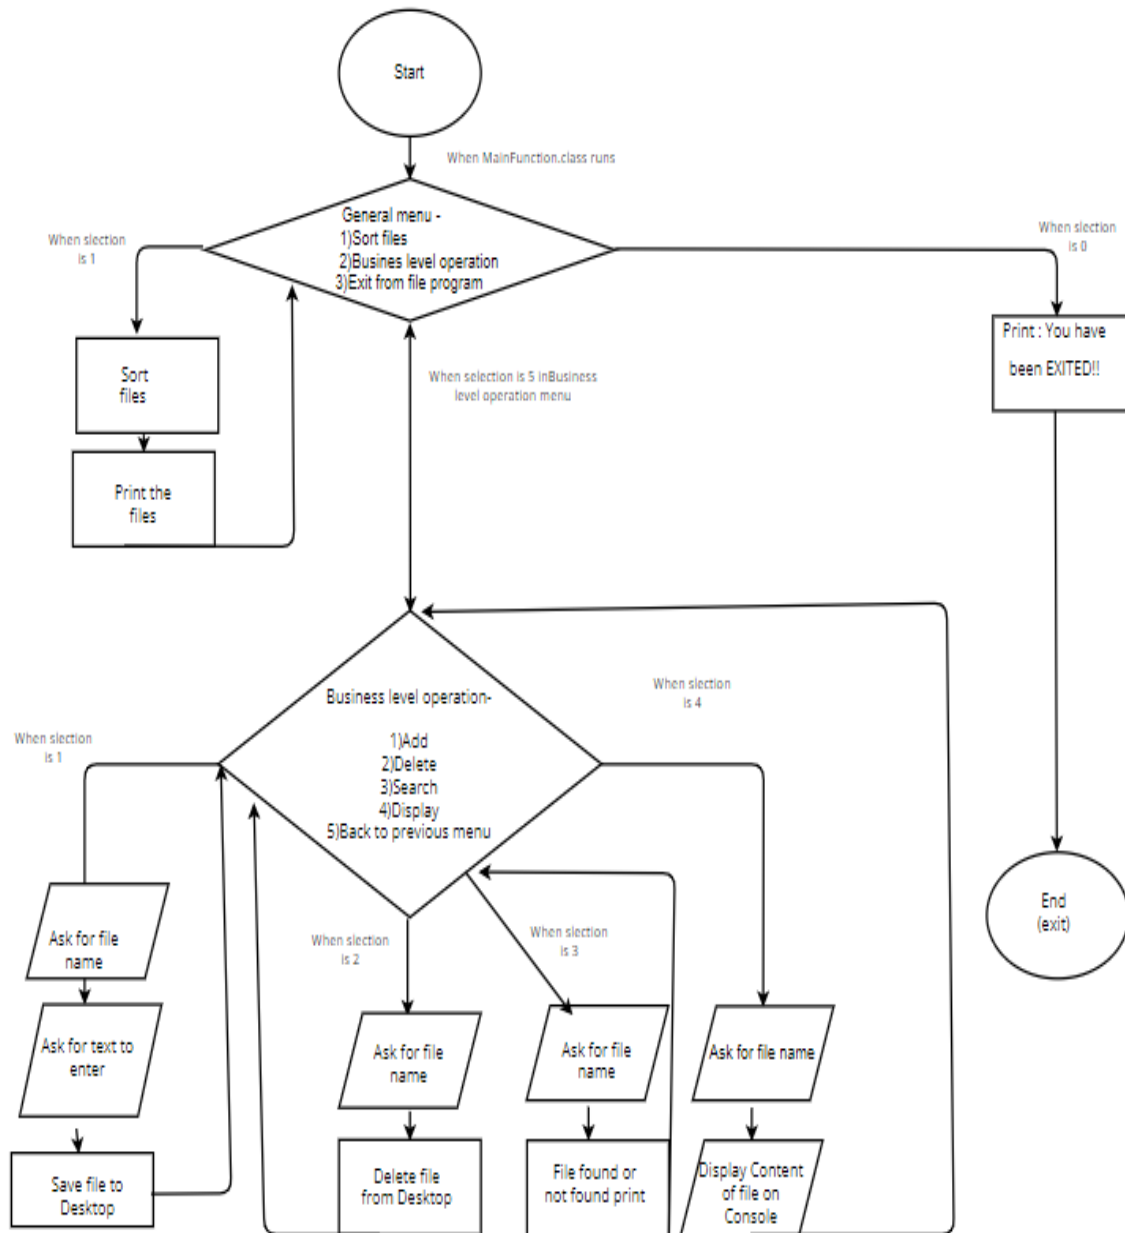 Start
When MainFunction.class runs
General menu -
1)Sort files
2)Busines level operation
3)Exit from file program
When slection
is 1
When slection
is 0
Sort
files
Print : You have
been EXITED!!
When selection is 5 inBusiness
level operation menu
Print the
files
Business level operation-
1)Add
2)Delete
3)Search
4)Display
5)Back to previous menu
When slection
is 4
When slection
is 1
When slection
is 2
When slection
is 3
End
(exit)
Ask for file
name
Ask for text to
enter
Save file to
Desktop
Ask for file
name
Delete file
from Desktop
Ask for file
name
File found or
not found print
Ask for file name
Display Content
of file on
Console